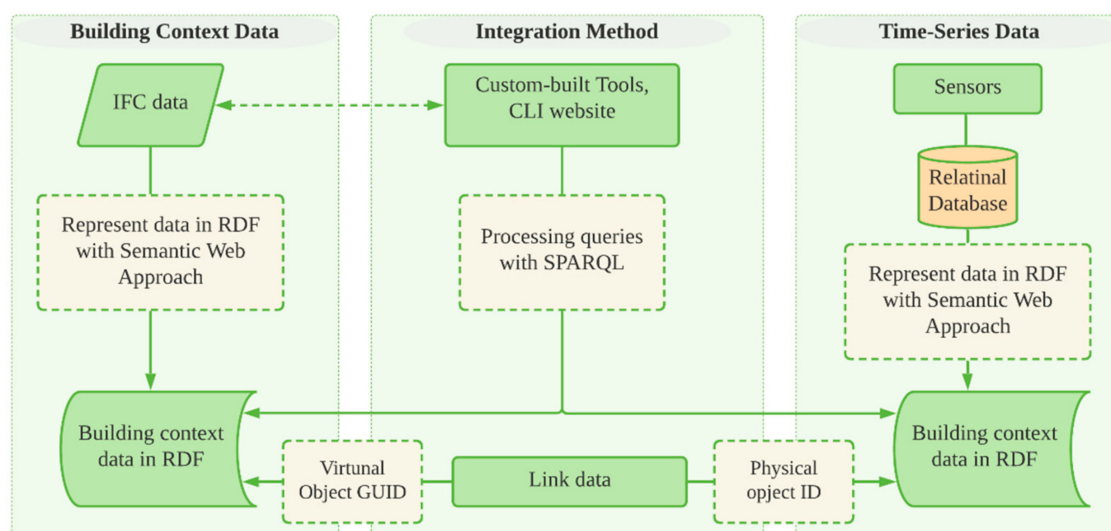 Building Context Data
Integration Method
Time-Series Data
IFC data
Custom-built Tools,
CLI website
Sensors
Relatinal
Database
Represent data in RDF
with Semantic Web
Approach
Processing queries
with SPARQL
Represent data in RDF
with Semantic Web
Approach
Building context
data in RDF
Virtunal
Object GUID
Link data
Physical
opject ID
Building context
data in RDF